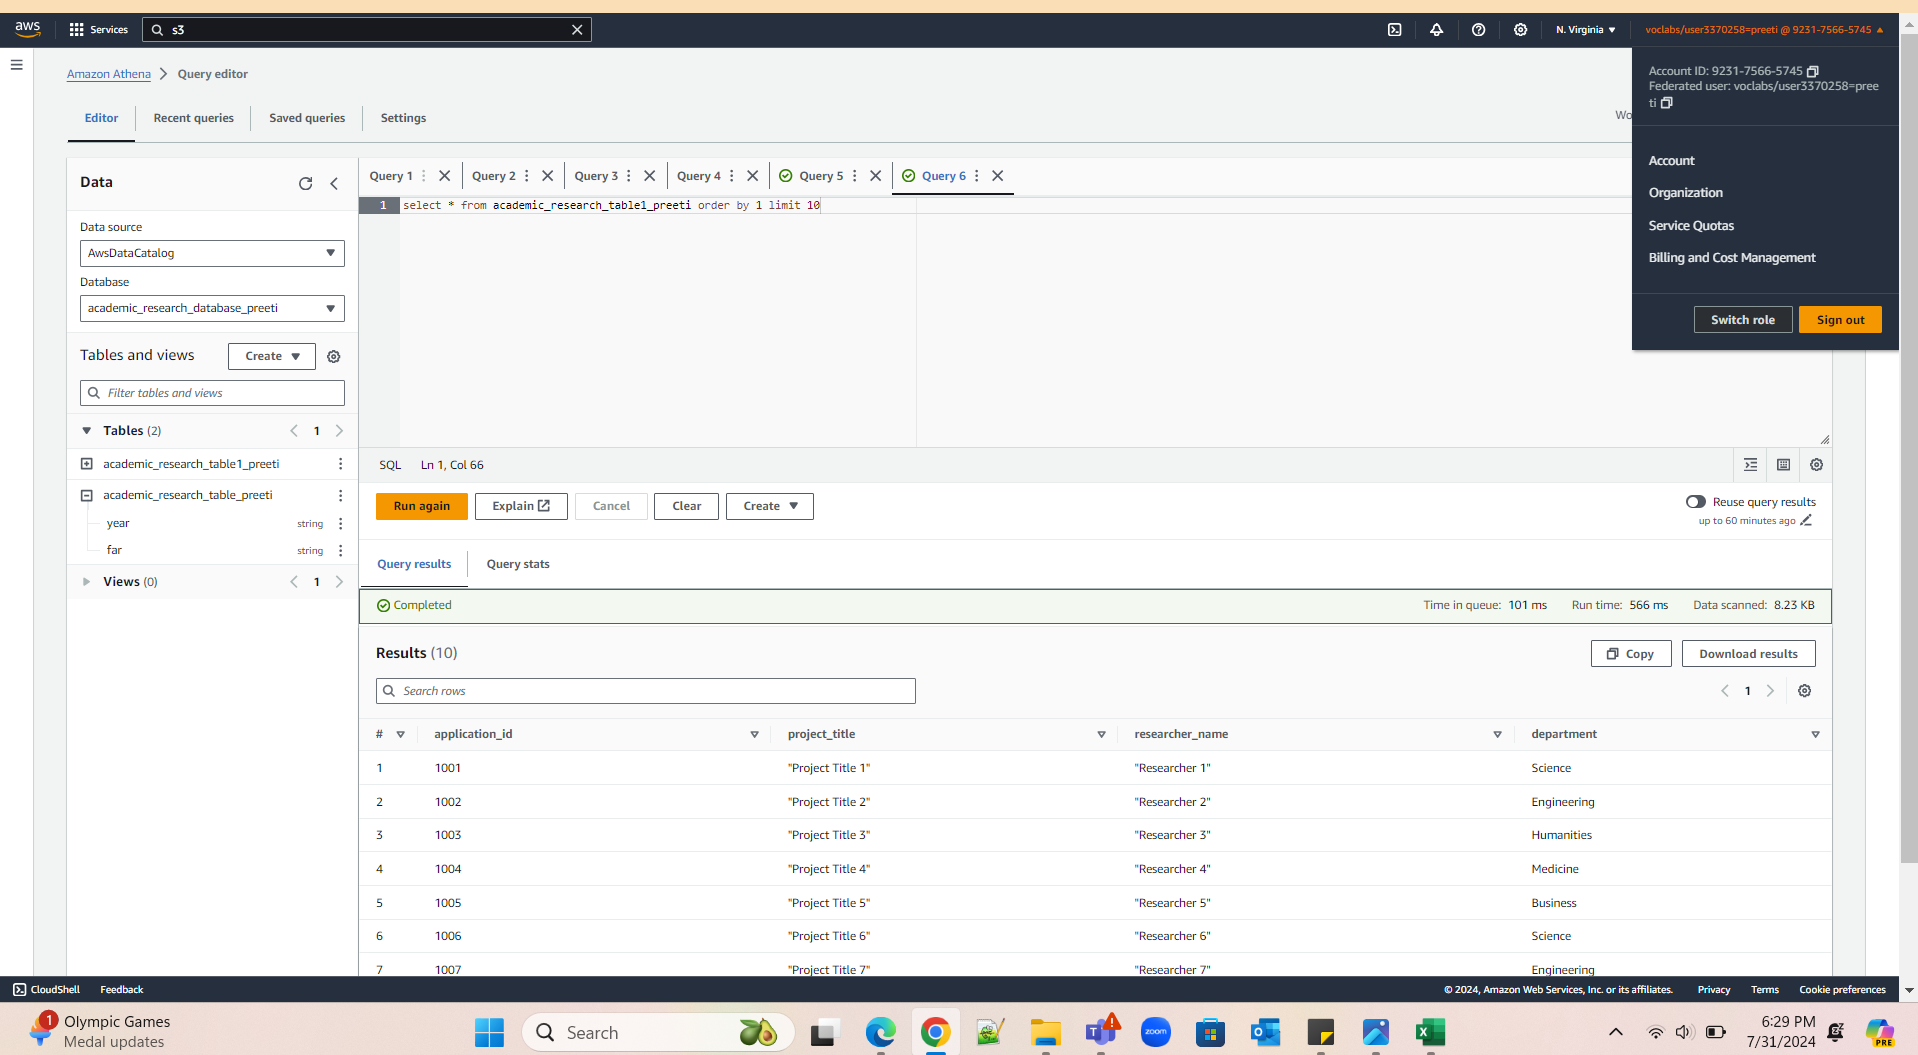 aws
Services
s3
N. Virginia
voclabs/user3370258=preeti @ 9231-7566-5745
Account ID: 9231-7566-5745
Federated user: voclabs/user3370258=pree
ti
Account
Organization
Service Quotas
Billing and Cost Management
Switch role
Sign out
Amazon Athena
Query editor
Editor
Recent queries
Saved queries
Settings
Wo
Data
Data source
AwsDataCatalog
Database
academic_research_database_preeti
Tables and views
Create
Filter tables and views
Tables (2)
1
academic_research_table1_preeti
academic_research_table_preeti
year string
far string
Views (0)
1
Query 1
Query 2
Query 3
Query 4
Query 5
Query 6
1 select * from academic_research_table1_preeti order by 1 limit 10
SQL Ln 1, Col 66
Run again
Explain
Cancel
Clear
Create
Reuse query results
up to 60 minutes ago
Query results
Query stats
Completed
Time in queue: 101 ms Run time: 566 ms Data scanned: 8.23 KB
Results (10)
Copy
Download results
Search rows
1
# application_id project_title researcher_name department
1 1001 "Project Title 1" "Researcher 1" Science
2 1002 "Project Title 2" "Researcher 2" Engineering
3 1003 "Project Title 3" "Researcher 3" Humanities
4 1004 "Project Title 4" "Researcher 4" Medicine
5 1005 "Project Title 5" "Researcher 5" Business
6 1006 "Project Title 6" "Researcher 6" Science
7 1007 "Project Title 7" "Researcher 7" Engineering
CloudShell
Feedback
© 2024, Amazon Web Services, Inc. or its affiliates.
Privacy
Terms
Cookie preferences
1
Olympic Games
Medal updates
Search
zoom
6:29 PM
7/31/2024
PRE